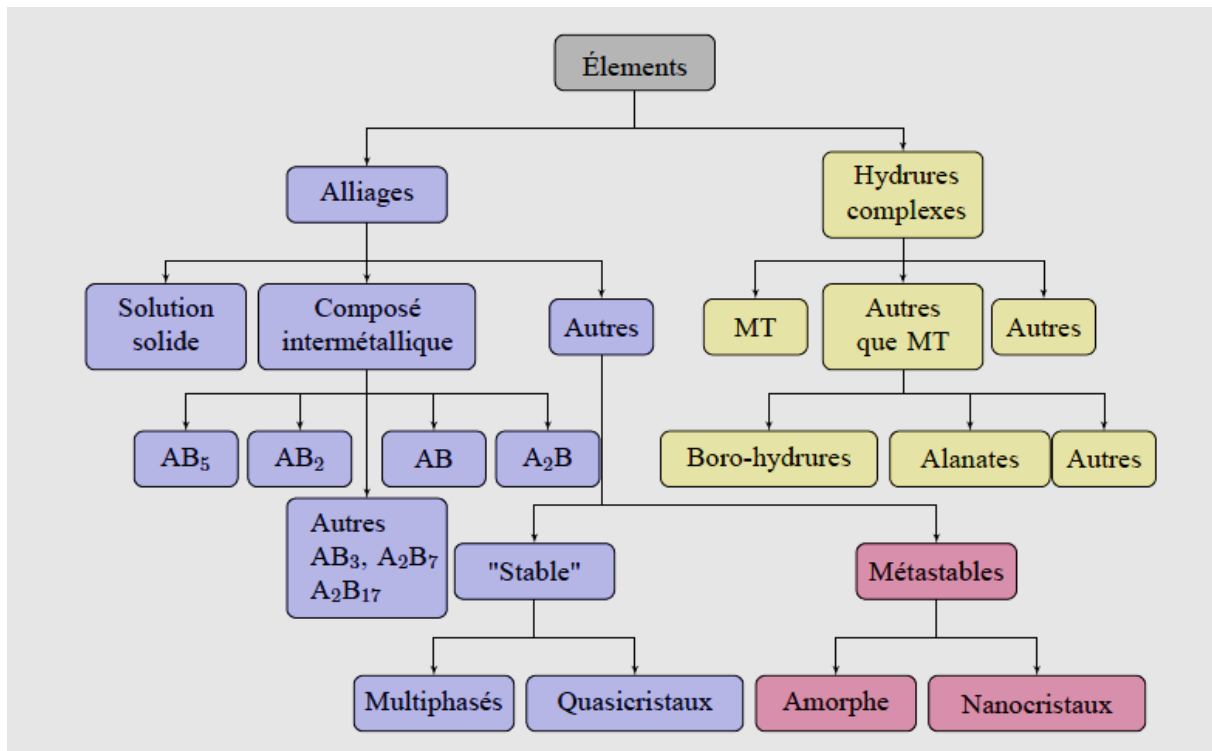 Élements
Alliages
Hydrures
complexes
Solution
solide
Composé
intermétallique
Autres
MT
Autres
que MT
Autres
AB₅
AB₂
AB
A₂B
Boro-hydrures
Alanates
Autres
Autres
AB₃, A₂B₇
A₂B₁₇
"Stable"
Métastables
Multiphasés
Quasicristaux
Amorphe
Nanocristaux